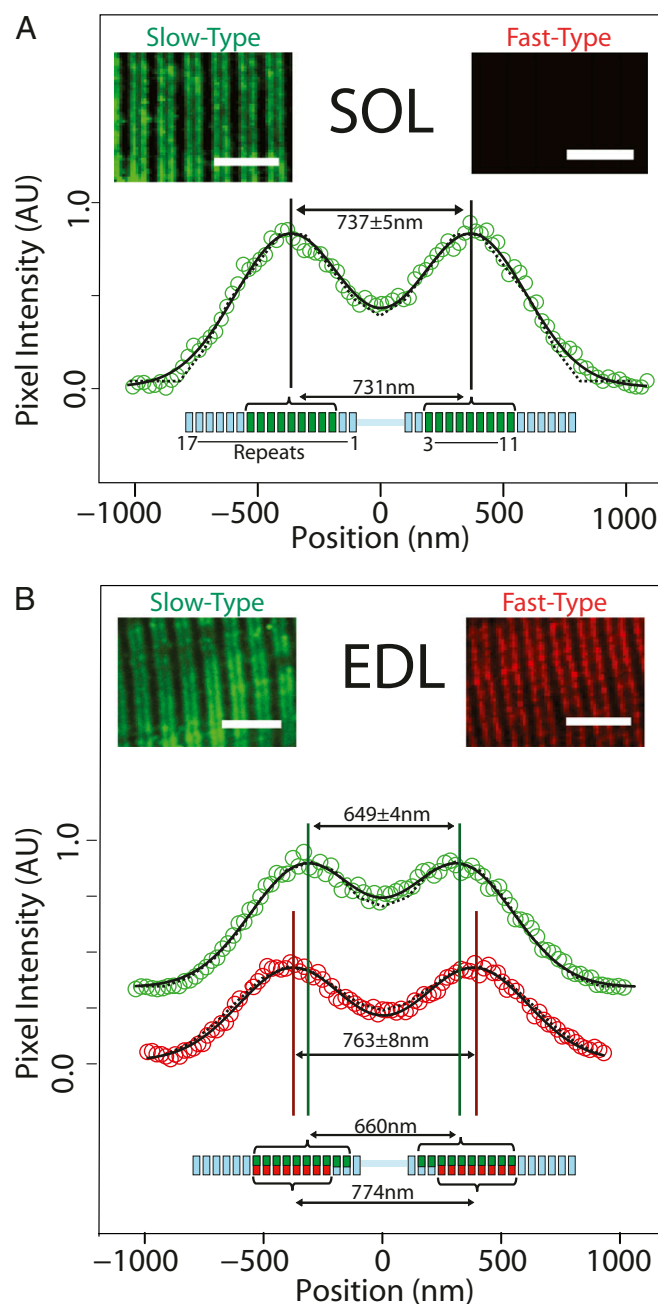 A
Slow-Type
Fast-Type
SOL
737±5nm
1.0
0.0
Pixel Intensity (AU)
731nm
17
1
3
11
Repeats
−1000
−500
0
500
1000
Position (nm)
B
Slow-Type
Fast-Type
EDL
649±4nm
1.0
0.0
Pixel Intensity (AU)
763±8nm
660nm
774nm
−1000
−500
0
500
1000
Position (nm)